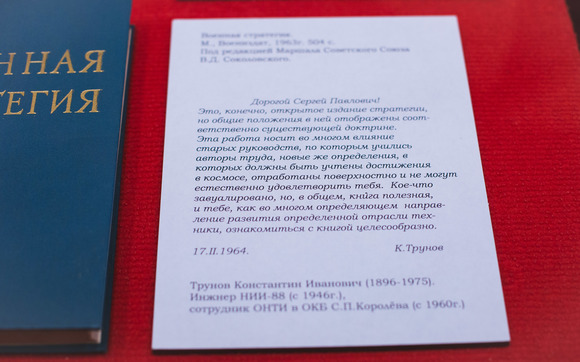 ННАЯ
ТЕГИЯ
Военная стратегия
М., Воениздат, 1963г. 504 с.
Под редакцией Маршала Советского Союза
В.Д. Соколовского.
Дорогой Сергей Павлович!
Это, конечно, открытое издание стратегии,
но общие положения в ней отображены соот-
ветственно существующей доктрине.
Эта работа носит во многом влияние
старых руководств, по которым учились
авторы труда, новые же определения, в
которых должны быть учтены достижения
в космосе, отработаны поверхностно и не могут
естественно удовлетворить тебя. Кое-что
завуалировано, но, в общем, книга полезная,
и тебе, как во многом определяющем направ-
ление развития определенной отрасли тех-
ники, ознакомиться с книгой целесообразно.
17.II.1964. К.Трунов
Трунов Константин Иванович (1896-1975).
Инжнер НИИ-88 (с 1946г.),
сотрудник ОНТИ в ОКБ С.П.Королёва (с 1960г.)